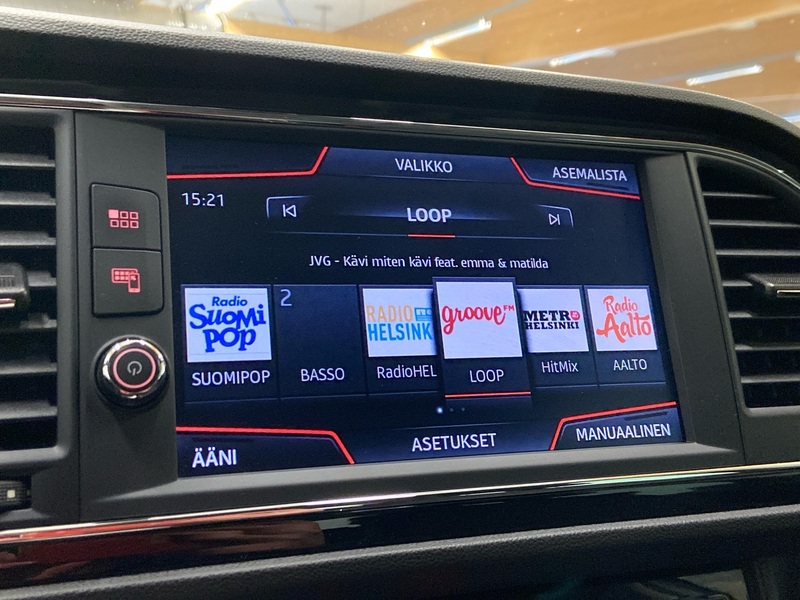 VALIKKO
ASEMALISTA
15:21
LOOP
JVG - Kävi miten kävi feat. emma & matilda
Radio
SUOMI
POP
SUOMIPOP
2
BASSO
RADIO
HELSINKI
RadioHEL
groove FM
LOOP
METRO
HELSINKI
HitMix
Radio
Aalto
AALTO
ÄÄNI
ASETUKSET
MANUAALINEN